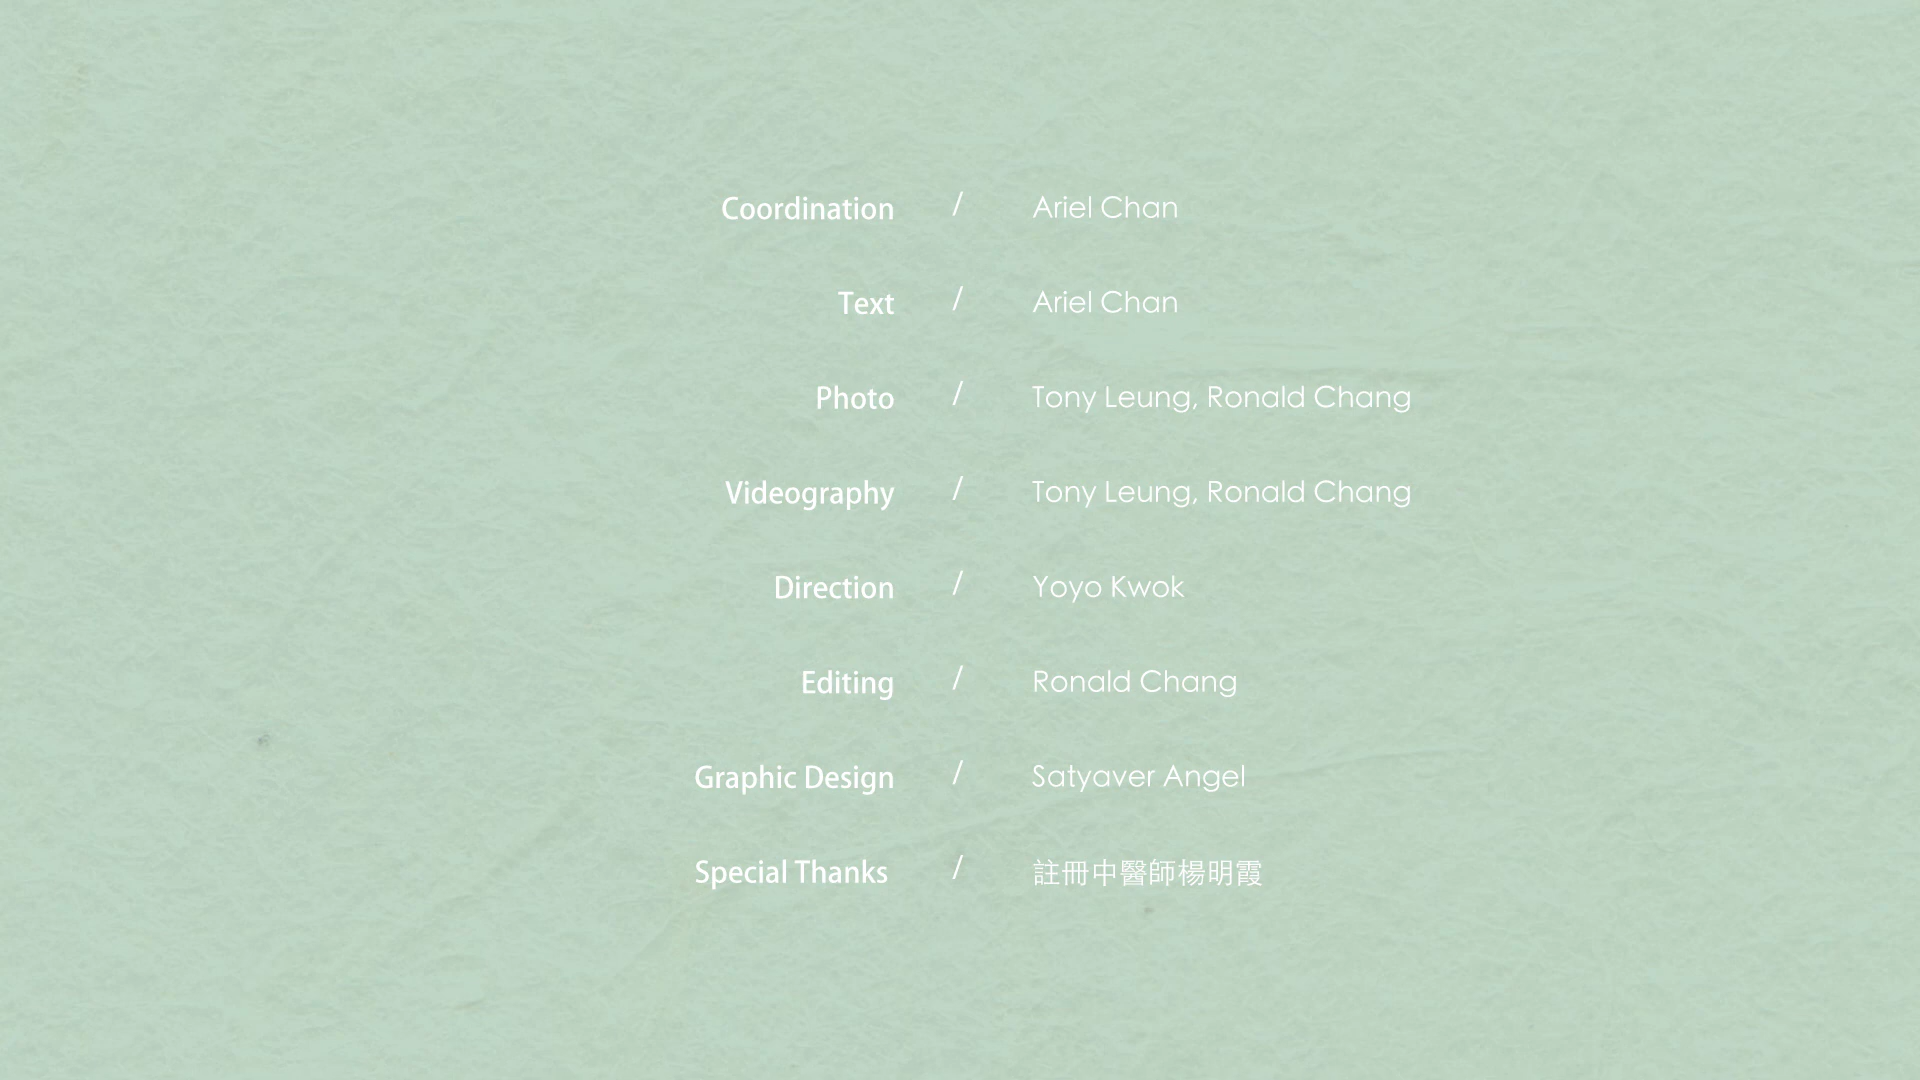 Coordination / Ariel Chan
Text / Ariel Chan
Photo / Tony Leung, Ronald Chang
Videography / Tony Leung, Ronald Chang
Direction / Yoyo Kwok
Editing / Ronald Chang
Graphic Design / Satyaver Angel
Special Thanks / 註冊中醫師楊明霞